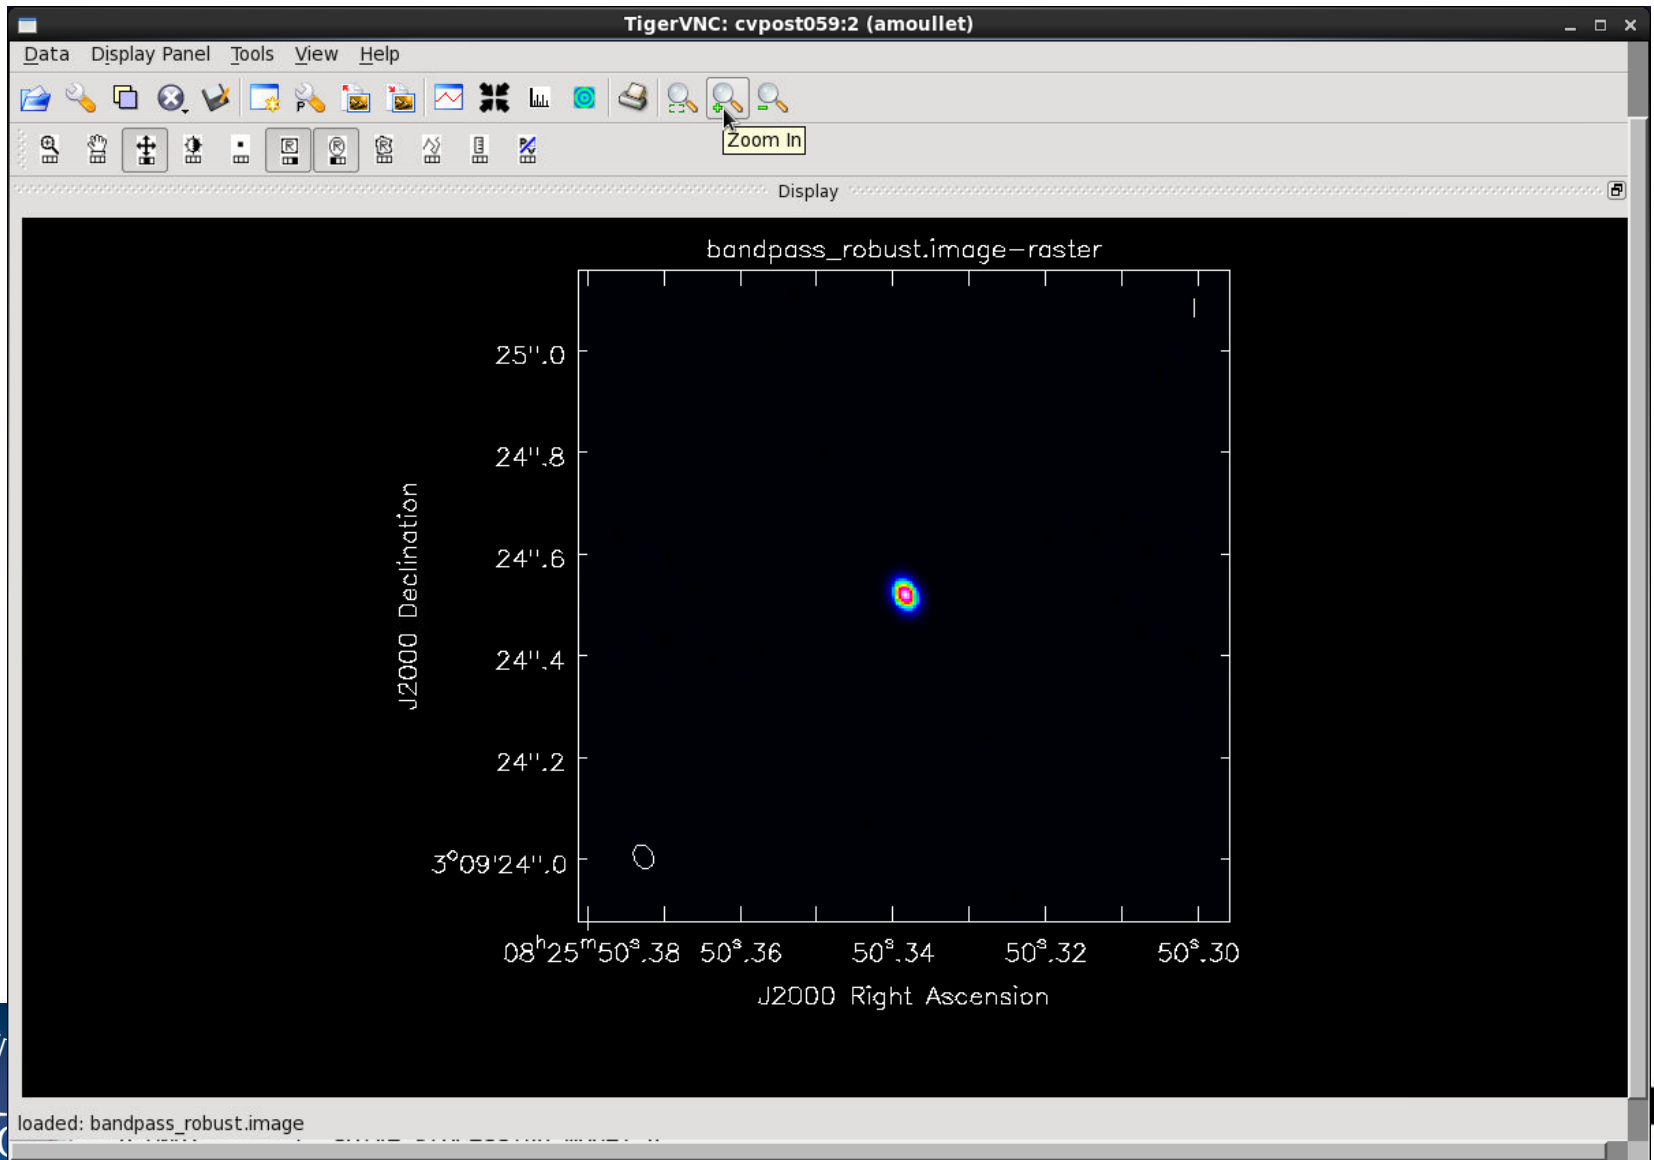 TigerVNC: cvpost059:2 (amoullet)
Data Display Panel Tools View Help
Zoom In
Display
bandpass_robust.image-raster
I
25".0
24".8
24".6
24".4
24".2
3°09'24".0
J2000 Declination
08h25m50s.38 50s.36 50s.34 50s.32 50s.30
J2000 Right Ascension
loaded: bandpass_robust.image